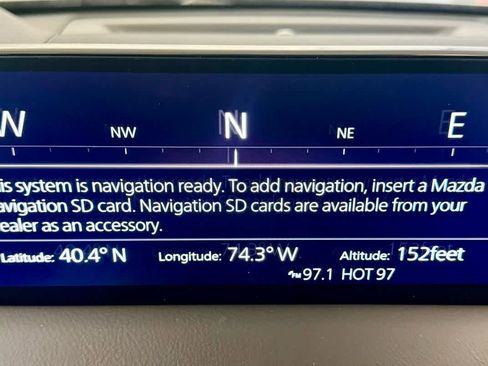 N NW N NE E
is system is navigation ready. To add navigation, insert a Mazda
avigation SD card. Navigation SD cards are available from your
ealer as an accessory.
Latitude: 40.4° N Longitude: 74.3° W Altitude: 152feet
FM 97.1 HOT 97